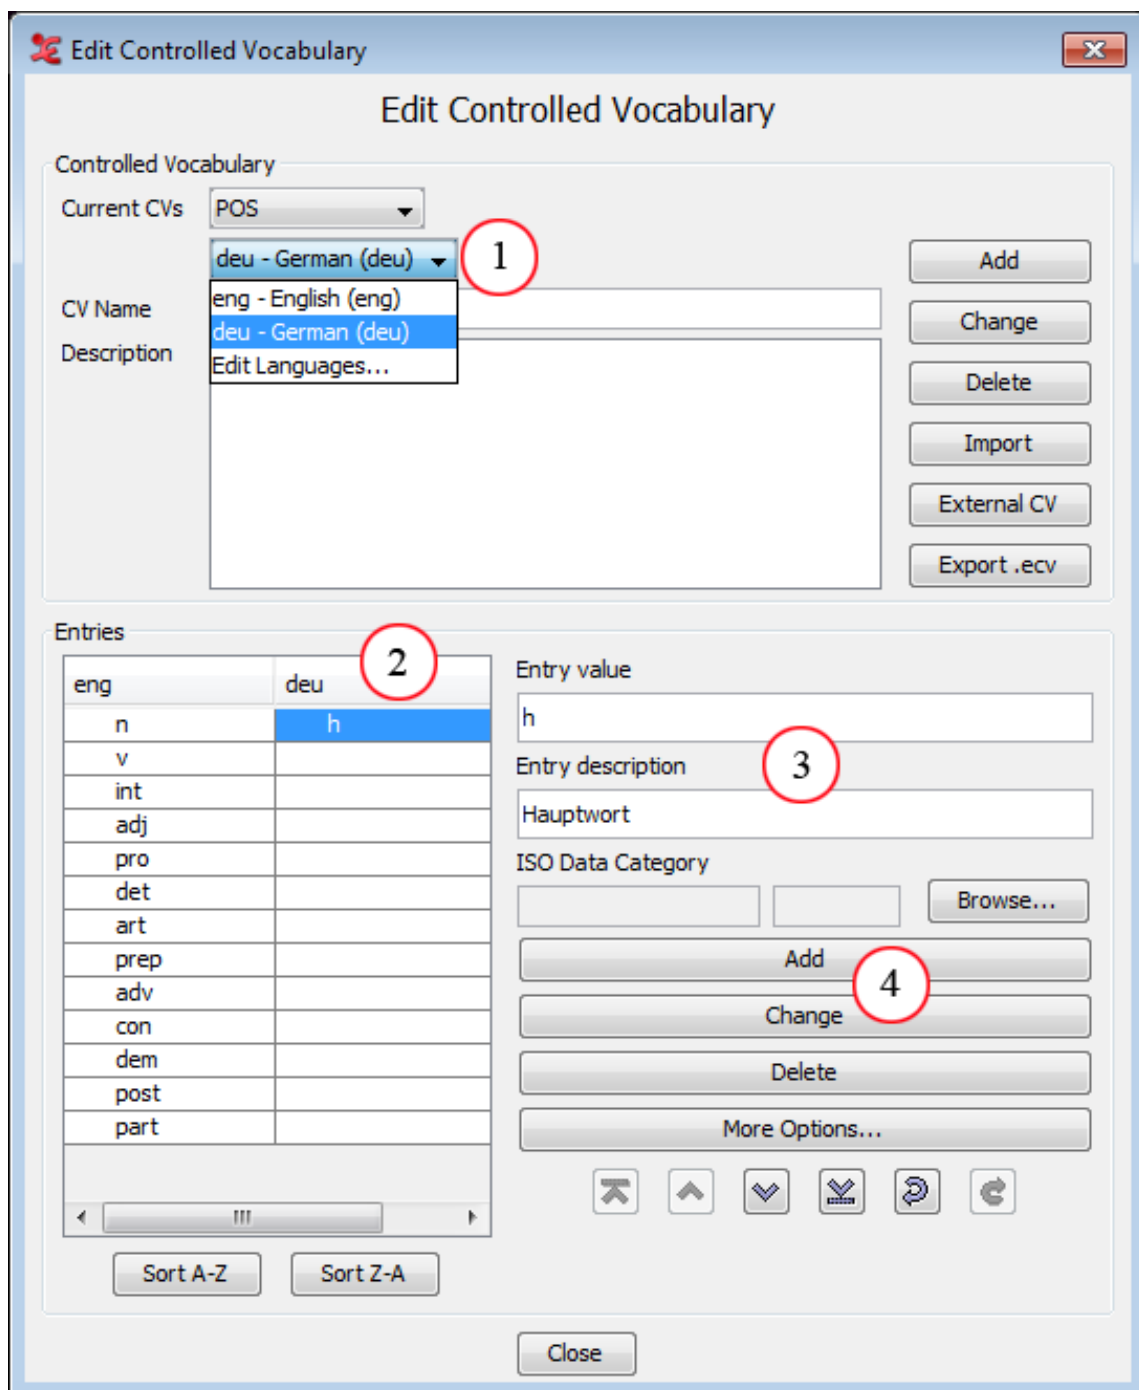 Edit Controlled Vocabulary
Edit Controlled Vocabulary
Controlled Vocabulary
Current CVs POS
deu - German (deu) 1 Add
eng - English (eng)
CV Name Change
deu - German (deu)
Description
Edit Languages...
Delete
Import
External CV
Export .ecv
Entries
eng deu 2
n h
v
int
adj
pro
det
art
prep
adv
con
dem
post
part
Sort A-Z Sort Z-A
Entry value
h
Entry description 3
Hauptwort
ISO Data Category
Browse...
Add
4
Change
Delete
More Options...
Close